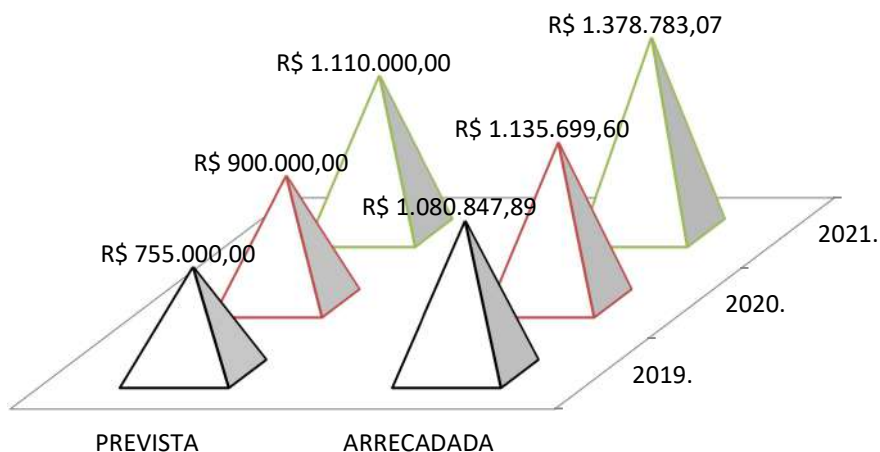 R$ 1.378.783,07
R$ 1.110.000,00
R$ 1.135.699,60
R$ 900.000,00
R$ 1.080.847,89
R$ 755.000,00
2021.
2020.
2019.
PREVISTA
ARRECADADA